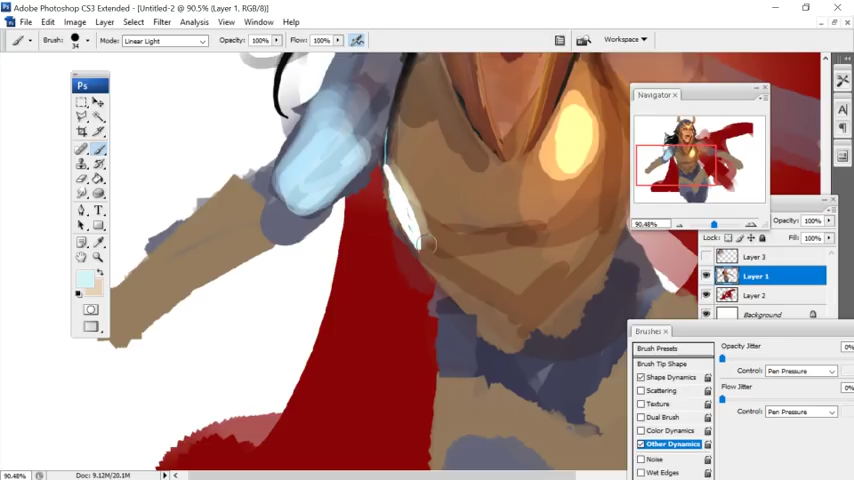 Adobe Photoshop CS3 Extended - [Untitled-2 @ 90.5% (Layer 1, RGB/8)]
File Edit Image Layer Select Filter Analysis View Window Help
Brush: 34 Mode: Linear Light Opacity: 100% Flow: 100% Workspace
Ps
Navigator x
90.48%
Opacity: 100%
Lock: Fill: 100%
Layer 3
Layer 1
Layer 2
Background
Brushes x
Brush Presets
Brush Tip Shape
Shape Dynamics
Scattering
Texture
Dual Brush
Color Dynamics
Other Dynamics
Noise
Wet Edges
Opacity Jitter 0%
Control: Pen Pressure
Flow Jitter 0%
Control: Pen Pressure
90.48% Doc: 9.12M/20.1M